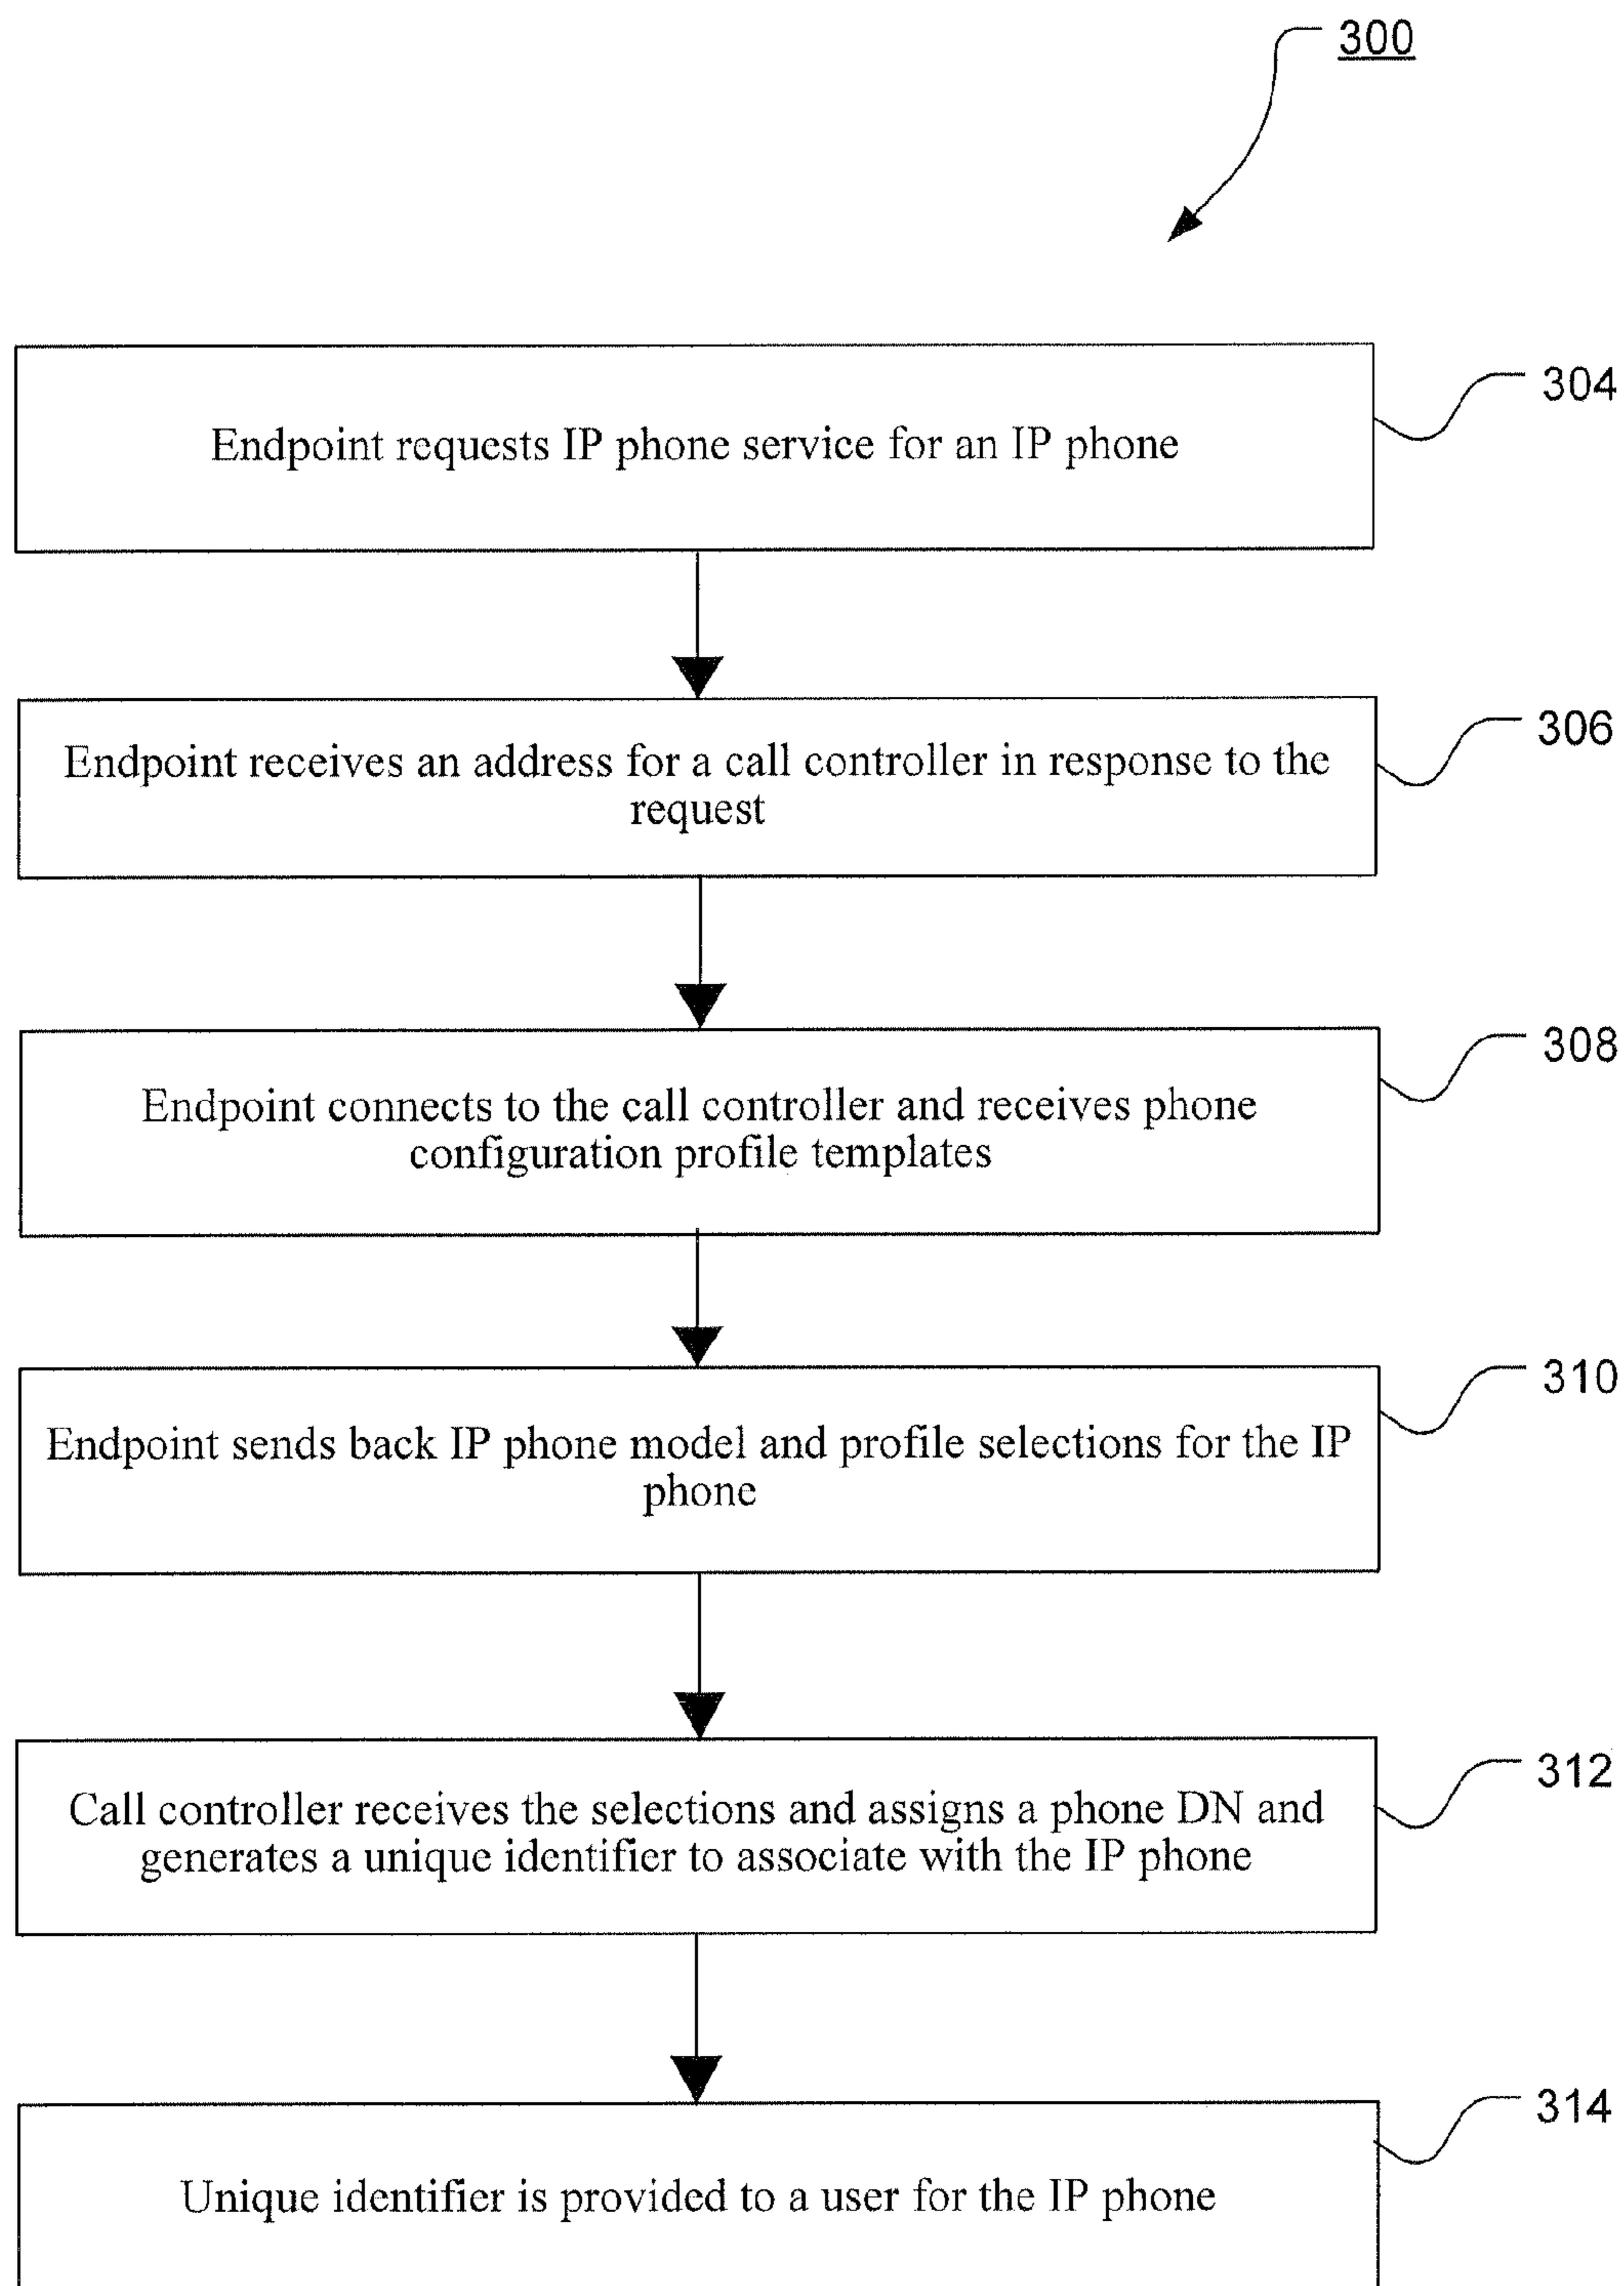 300
304
Endpoint requests IP phone service for an IP phone
306
Endpoint receives an address for a call controller in response to the
request
308
Endpoint connects to the call controller and receives phone
configuration profile templates
310
Endpoint sends back IP phone model and profile selections for the IP
phone
312
Call controller receives the selections and assigns a phone DN and
generates a unique identifier to associate with the IP phone
314
Unique identifier is provided to a user for the IP phone